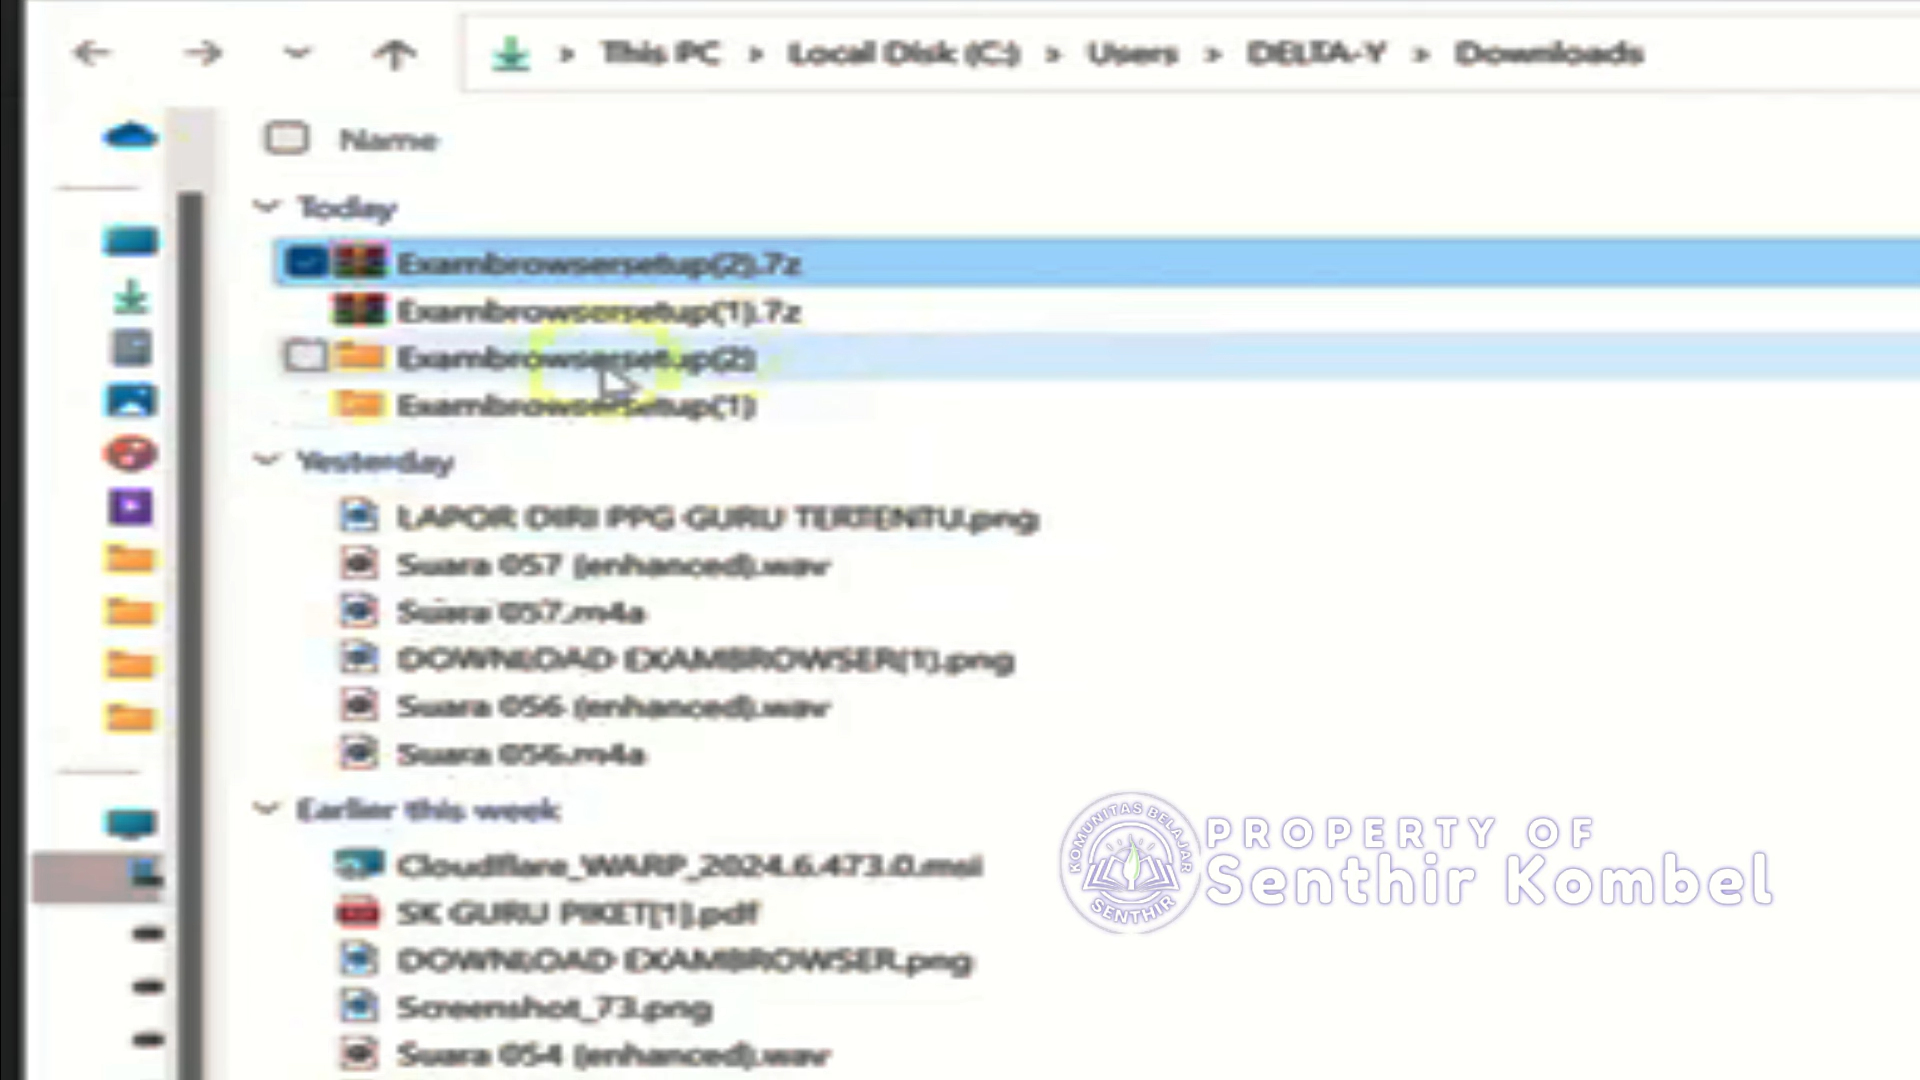 This PC > Local Disk (C:) > Users > DELTA-Y > Downloads
Name
Today
Exambrowsersetup(2).7z
Exambrowsersetup(1).7z
Exambrowsersetup(2)
Exambrowsersetup(1)
Yesterday
LAPOR DIRI PPG GURU TERTENTU.png
Suara 057 (enhanced).wav
Suara 057.m4a
DOWNLOAD EXAMBROWSER(1).png
Suara 056 (enhanced).wav
Suara 056.m4a
Earlier this week
Cloudflare_WARP_2024.6.473.0.msi
SK GURU PIKET[1].pdf
DOWNLOAD EXAMBROWSER.png
Screenshot_73.png
Suara 054 (enhanced).wav
KOMUNITAS BELAJAR
SENTHIR
PROPERTY OF
Senthir Kombel